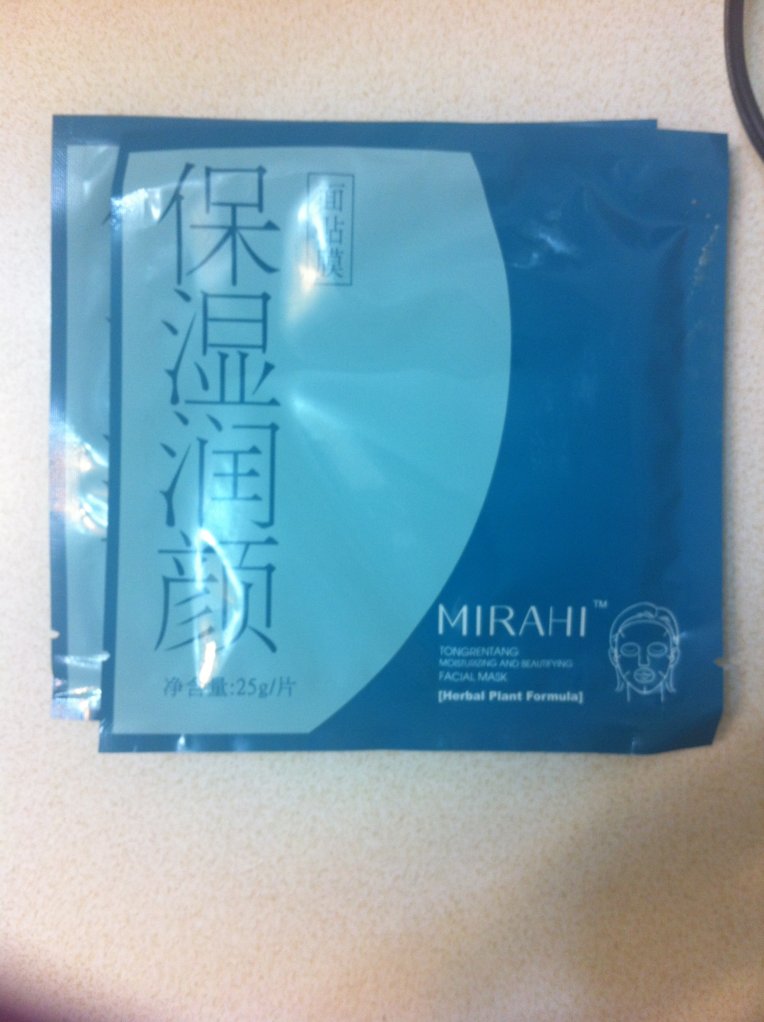 保湿润颜
面贴膜
净含量:25g/片
MIRAHI™
TONGRENTANG
MOISTURIZING AND BEAUTIFYING
FACIAL MASK
[Herbal Plant Formula]